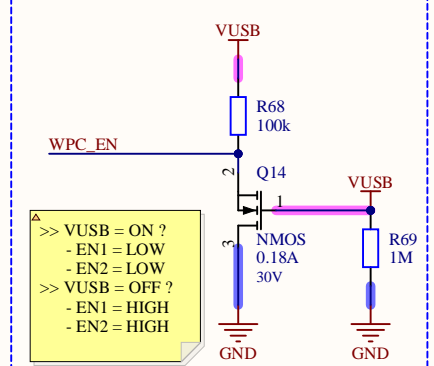 VUSB
R68
100k
WPC_EN
2
Q14
1
VUSB
3
NMOS
0.18A
30V
R69
1M
GND
GND
>> VUSB = ON ?
- EN1 = LOW
- EN2 = LOW
>> VUSB = OFF ?
- EN1 = HIGH
- EN2 = HIGH